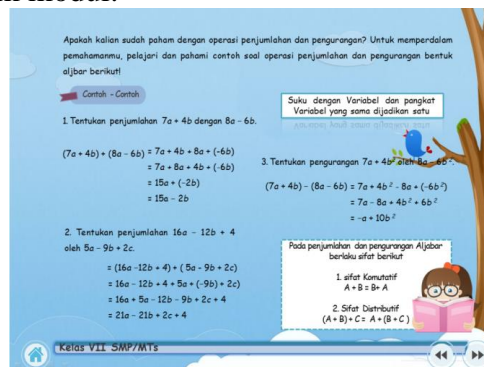 Apakah kalian sudah paham dengan operasi penjumlahan dan pengurangan? Untuk memperdalam
pemahamanmu, pelajari dan pahami contoh soal operasi penjumlahan dan pengurangan bentuk
aljbar berikut!
Contoh - Contoh
1. Tentukan penjumlahan 7a + 4b dengan 8a - 6b.
(7a + 4b) + (8a - 6b) = 7a + 4b + 8a + (-6b)
= 7a + 8a + 4b + (-6b)
= 15a + (-2b)
= 15a - 2b
2. Tentukan penjumlahan 16a - 12b + 4
oleh 5a - 9b + 2c.
= (16a -12b + 4) + ( 5a - 9b + 2c)
= 16a - 12b + 4 + 5a + (-9b) + 2c)
= 16a + 5a - 12b - 9b + 2c + 4
= 21a - 21b + 2c + 4
Suku dengan Variabel dan pangkat
Variabel yang sama dijadikan satu
3. Tentukan pengurangan 7a + 4b² oleh 8a - 6b².
(7a + 4b) - (8a - 6b) = 7a + 4b² - 8a + (-6b²)
= 7a - 8a + 4b² + 6b²
= -a + 10b²
Pada penjumlahan dan pengurangan Aljabar
berlaku sifat berikut
1. sifat Komutatif
A + B = B+ A
2. Sifat Distributif
(A + B) + C = A + (B + C )
Kelas VII SMP/MTs